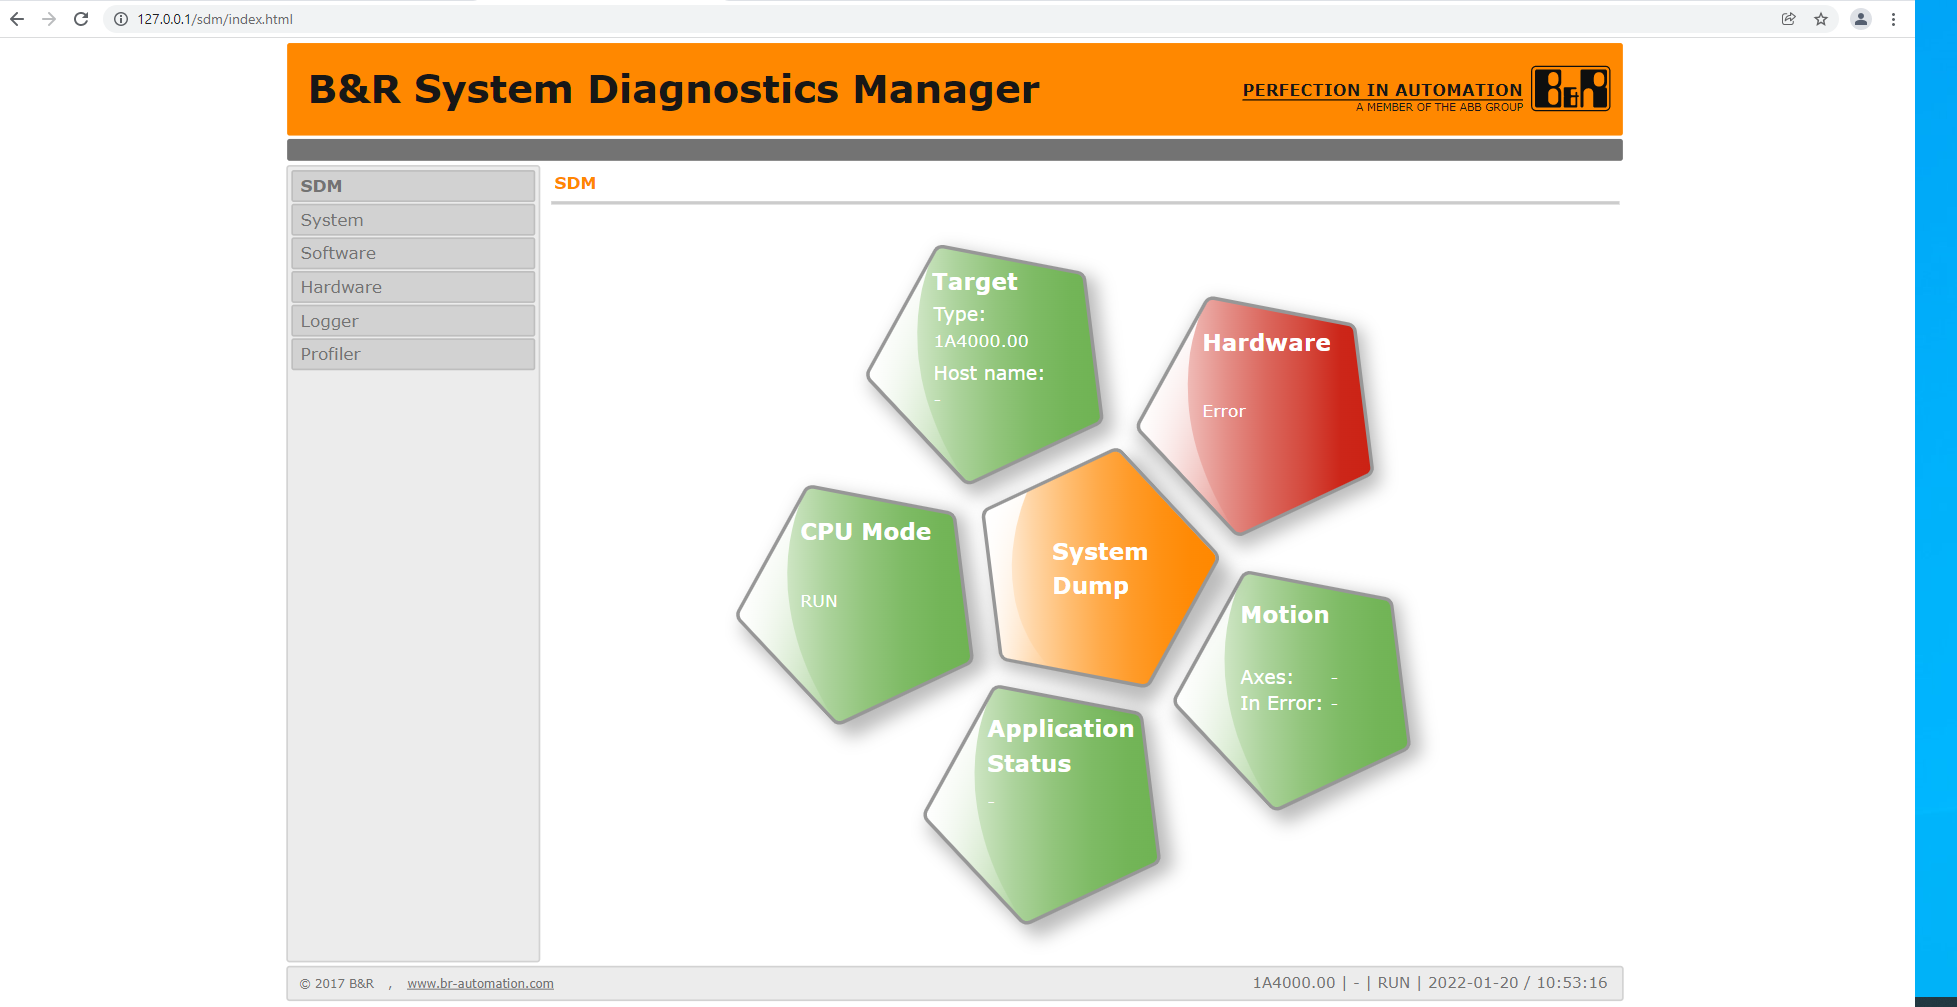 127.0.0.1/sdm/index.html
B&R System Diagnostics Manager
PERFECTION IN AUTOMATION
A MEMBER OF THE ABB GROUP
B&R
SDM
System
Software
Hardware
Logger
Profiler
SDM
Target
Type:
1A4000.00
Host name:
-
Hardware
Error
CPU Mode
RUN
System
Dump
Motion
Axes: -
In Error: -
Application
Status
-
© 2017 B&R , www.br-automation.com
1A4000.00 | - | RUN | 2022-01-20 / 10:53:16